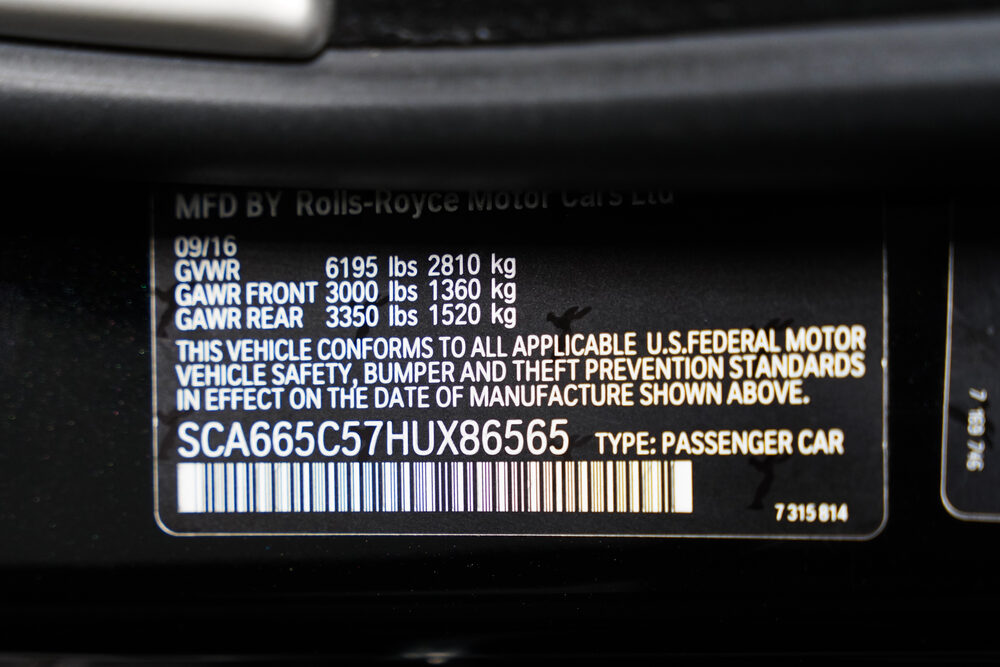 MFD BY Rolls-Royce Motor Cars Ltd
09/16
GVWR 6195 lbs 2810 kg
GAWR FRONT 3000 lbs 1360 kg
GAWR REAR 3350 lbs 1520 kg
THIS VEHICLE CONFORMS TO ALL APPLICABLE U.S.FEDERAL MOTOR
VEHICLE SAFETY, BUMPER AND THEFT PREVENTION STANDARDS
IN EFFECT ON THE DATE OF MANUFACTURE SHOWN ABOVE.
SCA665C57HUX86565 TYPE: PASSENGER CAR
7 315 814